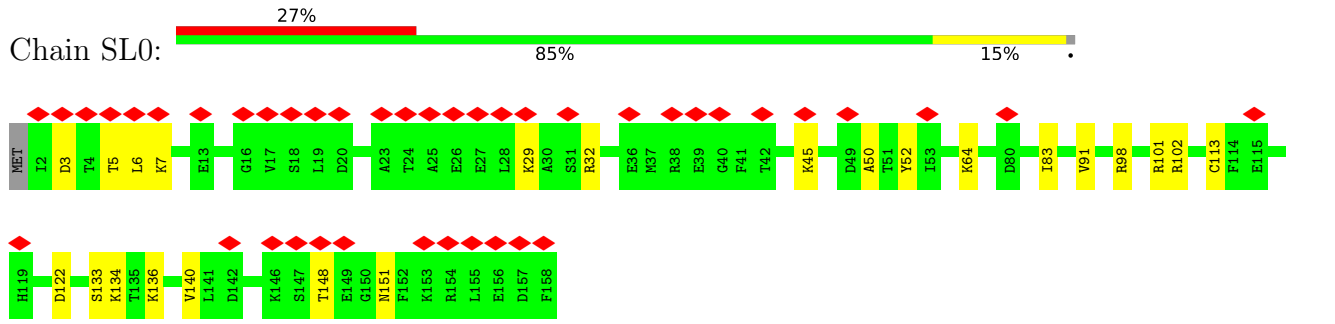 27%
Chain SL0:
85% 15% •
MET I2 D3 T4 T5 L6 K7 E13 G16 V17 S18 L19 D20 A23 T24 A25 E26 E27 L28 K29 A30 S31 R32 E36 M37 R38 E39 G40 F41 T42 K45 D49 A50 T51 Y52 I53 K64 D80 I83 V91 R98 R101 R102 C113 F114 E115
H119 D122 S133 K134 T135 K136 V140 L141 D142 K146 S147 T148 E149 G150 N151 F152 K153 R154 L155 E156 D157 F158